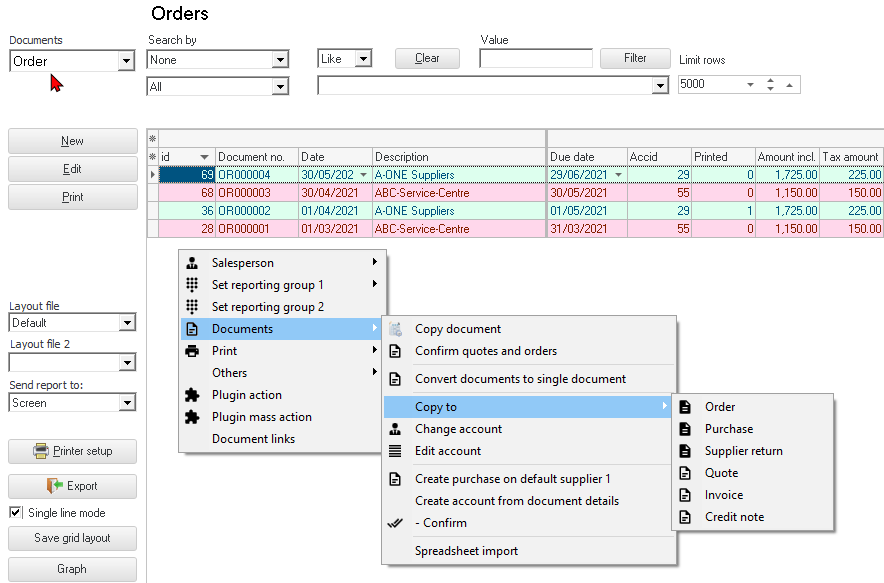 Orders
Documents
Search by
Value
Order
None
Like
Clear
Filter
Limit rows
All
5000
New
Edit
Print
id Document no. Date Description Due date Accid Printed Amount incl. Tax amount
69 OR000004 30/05/202 A-ONE Suppliers 29/06/2021 29 0 1,725.00 225.00
68 OR000003 30/04/2021 ABC-Service-Centre 30/05/2021 55 0 1,150.00 150.00
36 OR000002 01/04/2021 A-ONE Suppliers 01/05/2021 29 1 1,725.00 225.00
28 OR000001 01/03/2021 ABC-Service-Centre 31/03/2021 55 0 1,150.00 150.00
Layout file
Default
Layout file 2
Send report to:
Screen
Printer setup
Export
Single line mode
Save grid layout
Graph
Salesperson
Set reporting group 1
Set reporting group 2
Documents
Print
Others
Plugin action
Plugin mass action
Document links
Copy document
Confirm quotes and orders
Convert documents to single document
Copy to
Change account
Edit account
Create purchase on default supplier 1
Create account from document details
- Confirm
Spreadsheet import
Order
Purchase
Supplier return
Quote
Invoice
Credit note